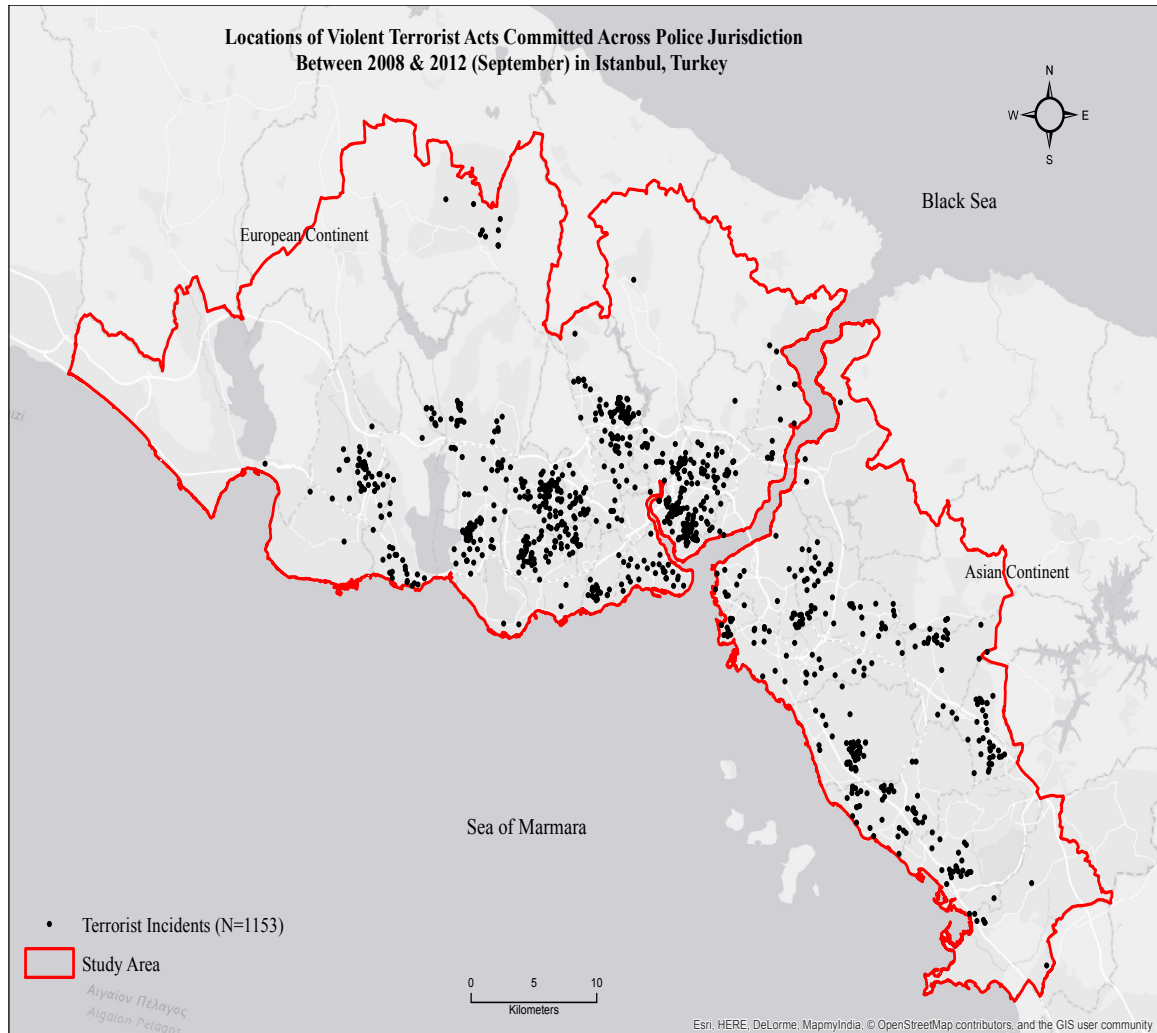 Locations of Violent Terrorist Acts Committed Across Police Jurisdiction
Between 2008 & 2012 (September) in Istanbul, Turkey
N
W
E
S
Black Sea
European Continent
Asian Continent
Sea of Marmara
Terrorist Incidents (N=1153)
Study Area
0 5 10
Kilometers
Αιγαίον Πέλαγος
Aigaion Pelagos
Esri, HERE, DeLorme, MapmyIndia, © OpenStreetMap contributors, and the GIS user community